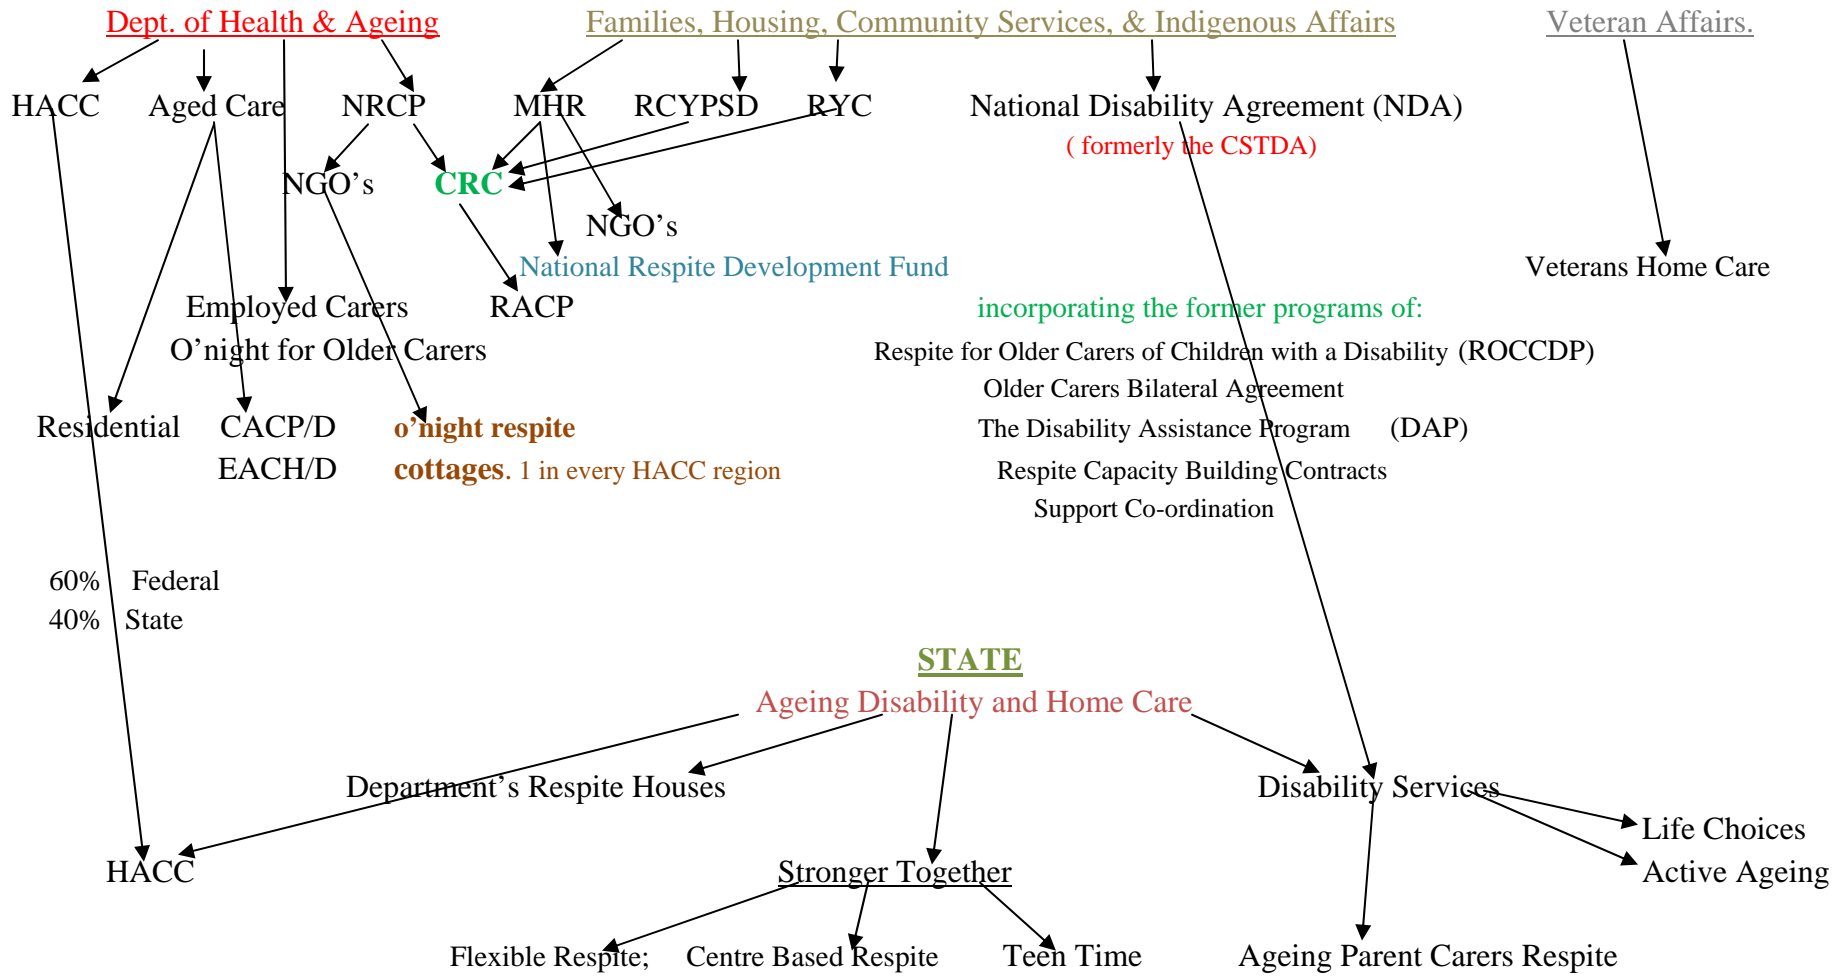 Dept. of Health & Ageing Families, Housing, Community Services, & Indigenous Affairs Veteran Affairs.
HACC Aged Care NRCP MHR RCYPSD RYC National Disability Agreement (NDA)
( formerly the CSTDA)
NGO's CRC
NGO's
National Respite Development Fund Veterans Home Care
Employed Carers RACP incorporating the former programs of:
O'night for Older Carers Respite for Older Carers of Children with a Disability (ROCCDP)
Older Carers Bilateral Agreement
Residential CACP/D o'night respite The Disability Assistance Program (DAP)
EACH/D cottages. 1 in every HACC region Respite Capacity Building Contracts
Support Co-ordination
60% Federal
40% State
STATE
Ageing Disability and Home Care
Department's Respite Houses Disability Services
Life Choices
HACC Stronger Together Active Ageing
Flexible Respite; Centre Based Respite Teen Time Ageing Parent Carers Respite